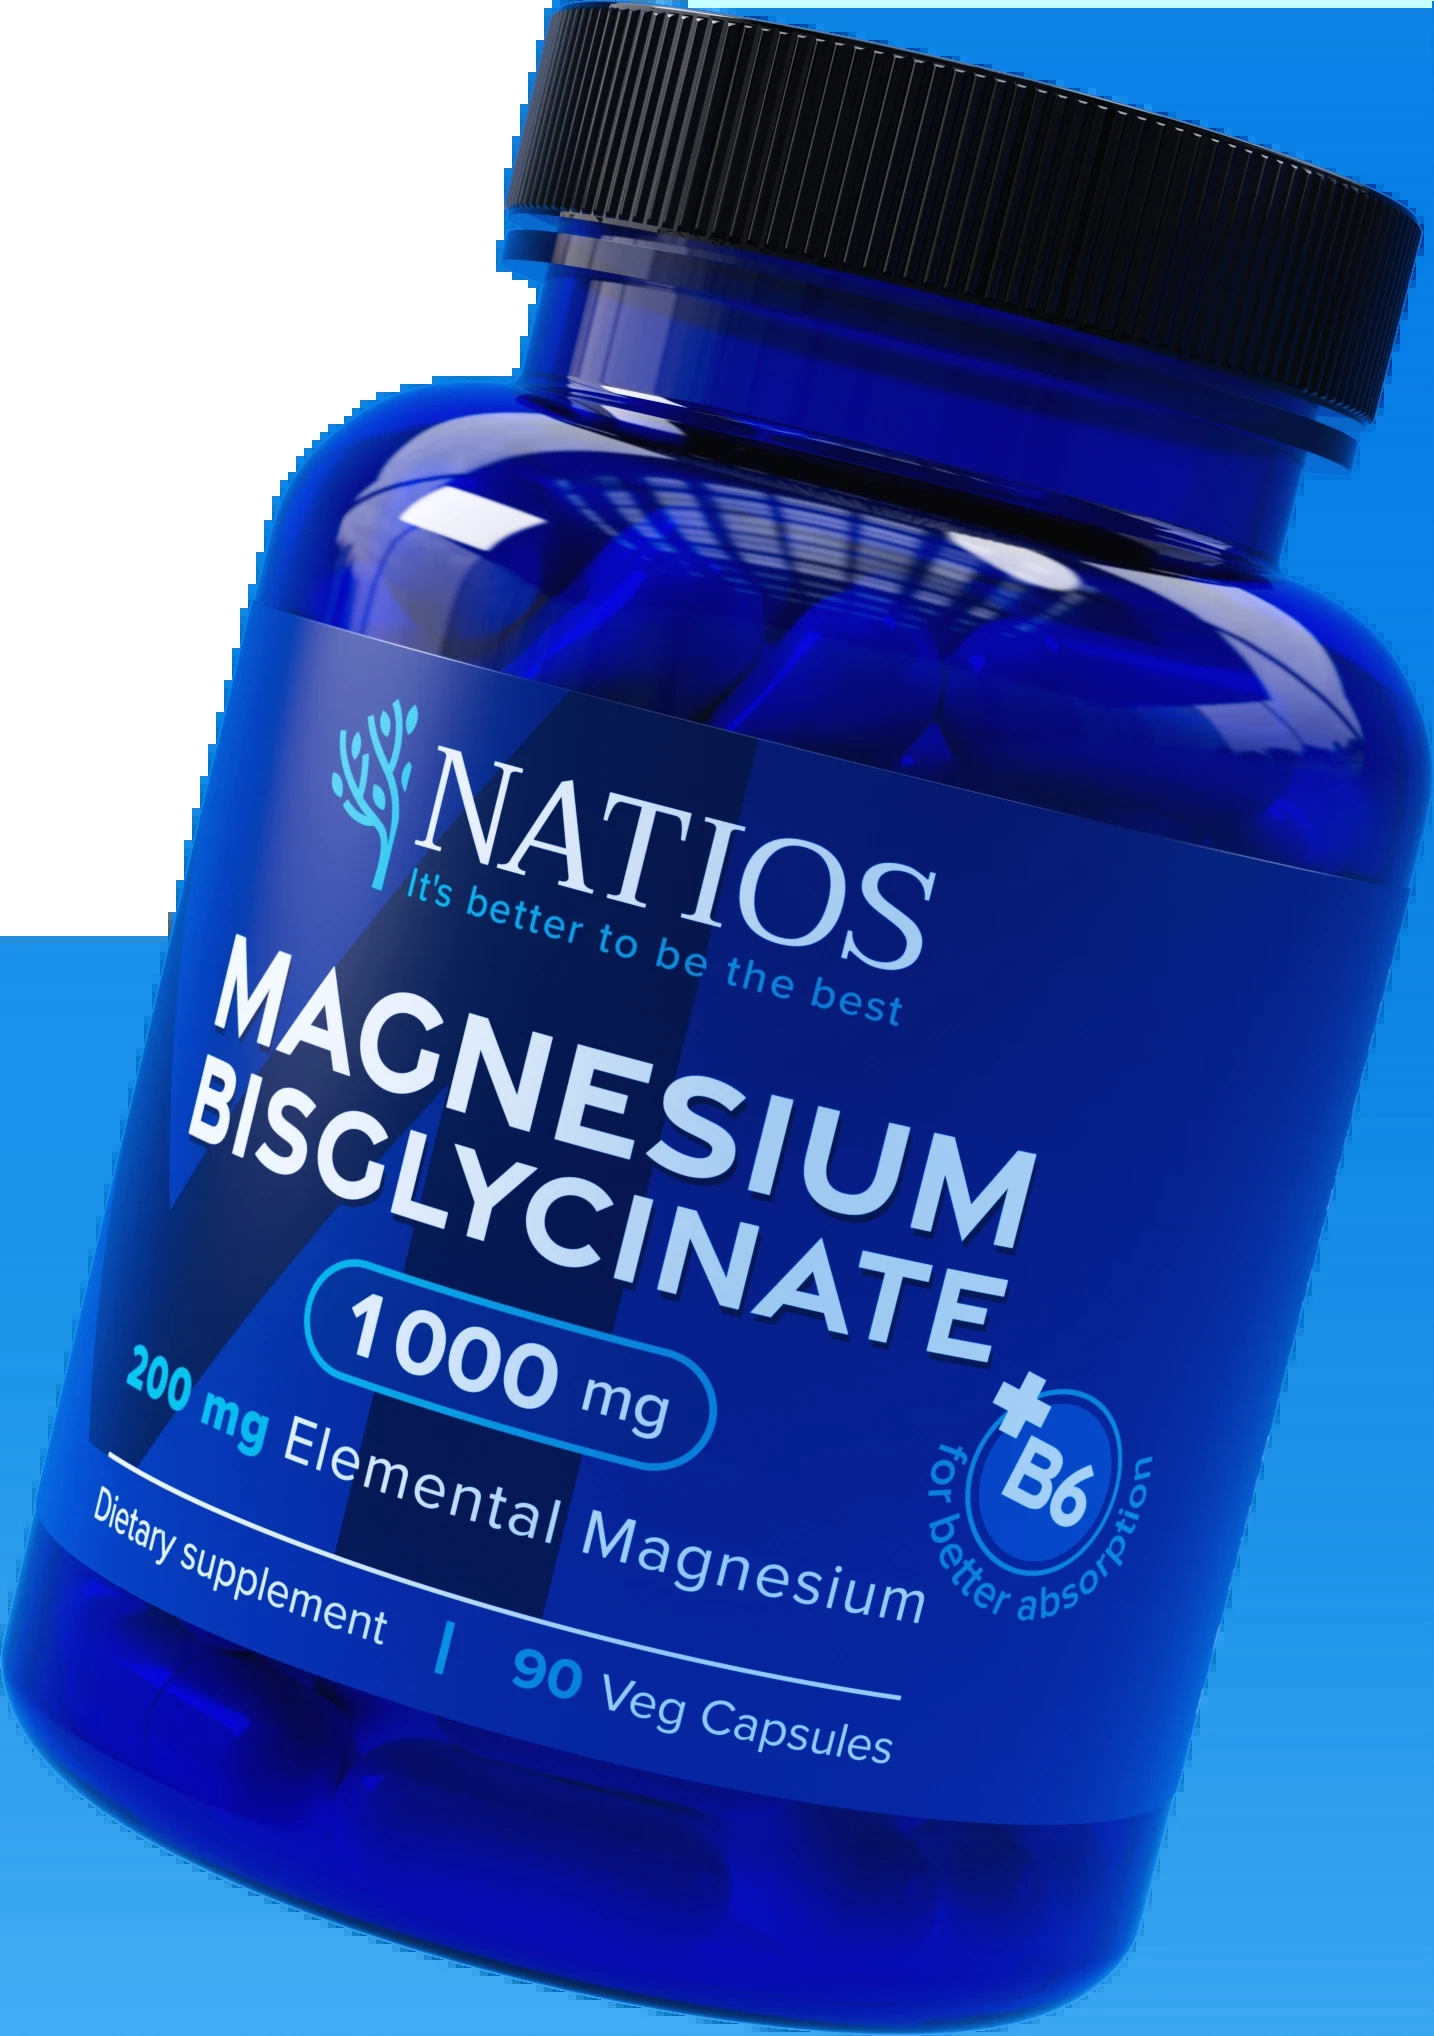 NATIOS
It's better to be the best
MAGNESIUM
BISGLYCINATE
1000 mg
200 mg Elemental Magnesium
+B6
for better absorption
Dietary supplement | 90 Veg Capsules